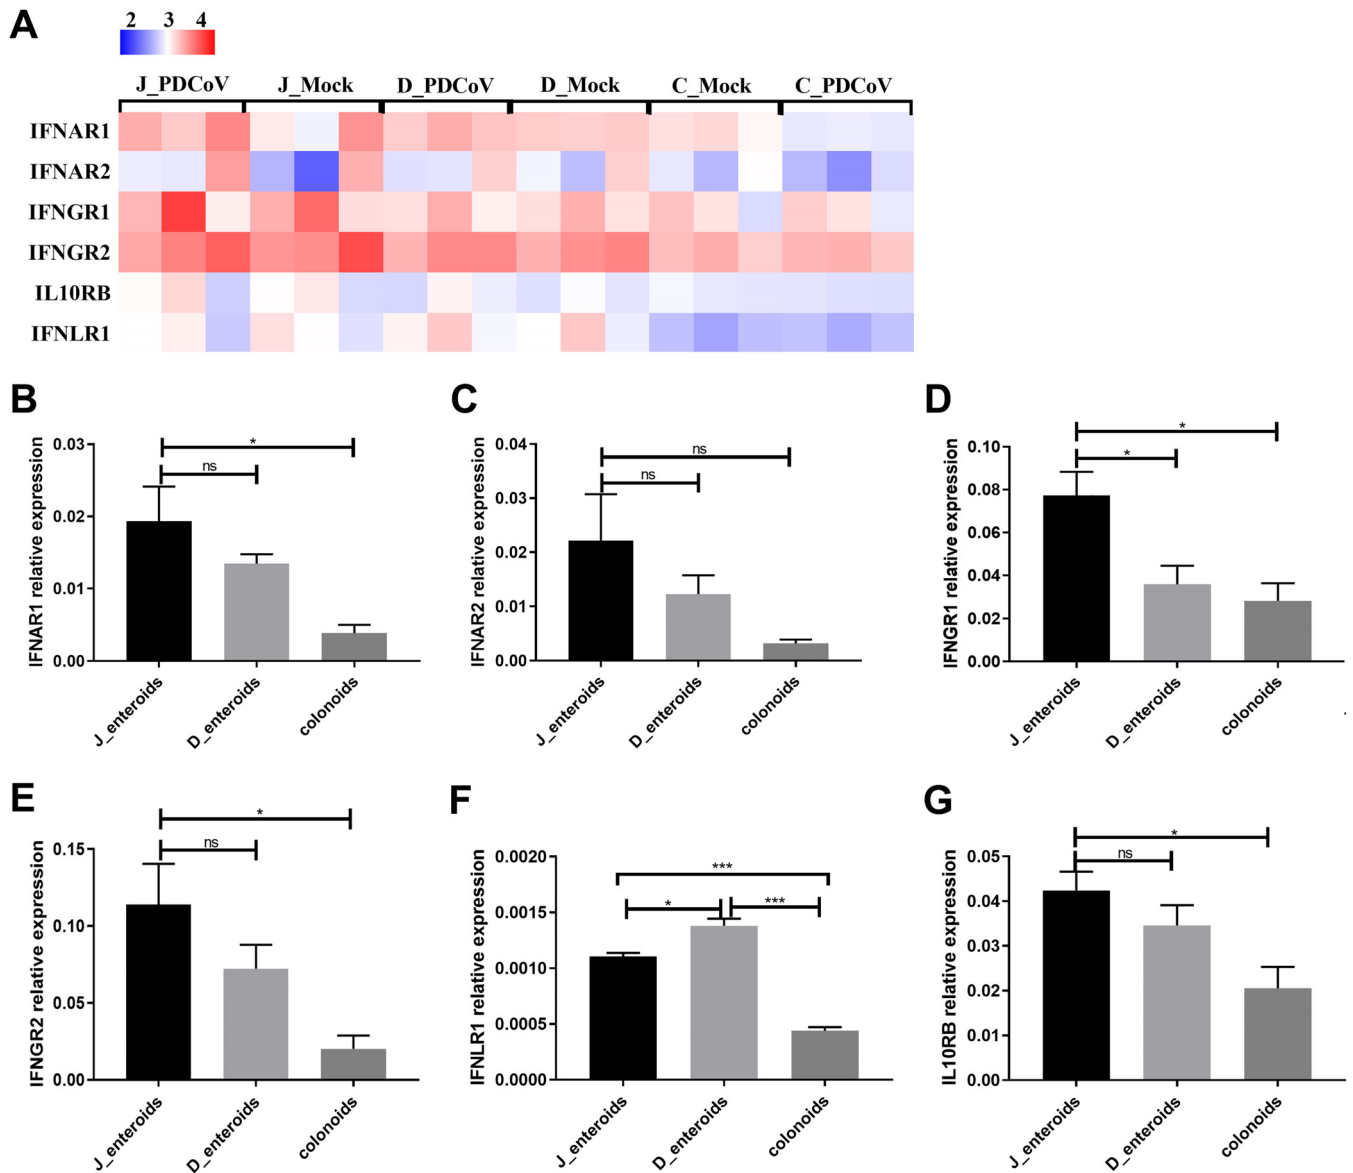 A
2 3 4
J_PDCoV J_Mock D_PDCoV D_Mock C_Mock C_PDCoV
IFNAR1
IFNAR2
IFNGR1
IFNGR2
IL10RB
IFNLR1
B
IFNAR1 relative expression
0.03
0.02
0.01
0.00
*
ns
J_enteroids
D_enteroids
colonoids
C
IFNAR2 relative expression
0.04
0.03
0.02
0.01
0.00
ns
ns
J_enteroids
D_enteroids
colonoids
D
IFNGR1 relative expression
0.10
0.08
0.06
0.04
0.02
0.00
*
*
J_enteroids
D_enteroids
colonoids
E
IFNGR2 relative expression
0.15
0.10
0.05
0.00
*
ns
J_enteroids
D_enteroids
colonoids
F
IFNLR1 relative expression
0.0020
0.0015
0.0010
0.0005
0.0000
***
* ***
J_enteroids
D_enteroids
colonoids
G
IL10RB relative expression
0.05
0.04
0.03
0.02
0.01
0.00
*
ns
J_enteroids
D_enteroids
colonoids